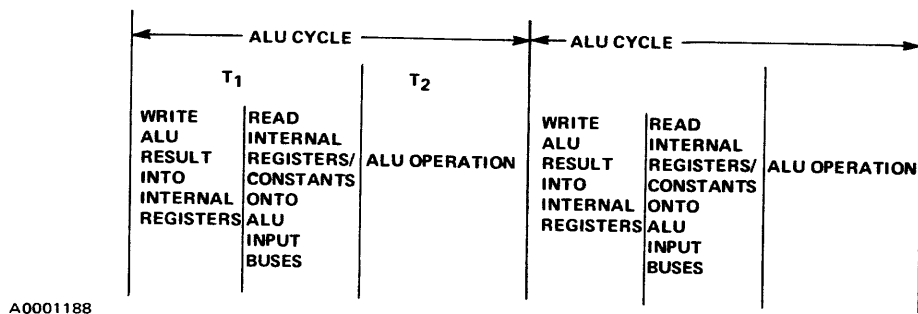 ALU CYCLE
ALU CYCLE
T1
T2
WRITE
ALU
RESULT
INTO
INTERNAL
REGISTERS
READ
INTERNAL
REGISTERS/
CONSTANTS
ONTO
ALU
INPUT
BUSES
ALU OPERATION
WRITE
ALU
RESULT
INTO
INTERNAL
REGISTERS
READ
INTERNAL
REGISTERS/
CONSTANTS
ONTO
ALU
INPUT
BUSES
ALU OPERATION
A0001188